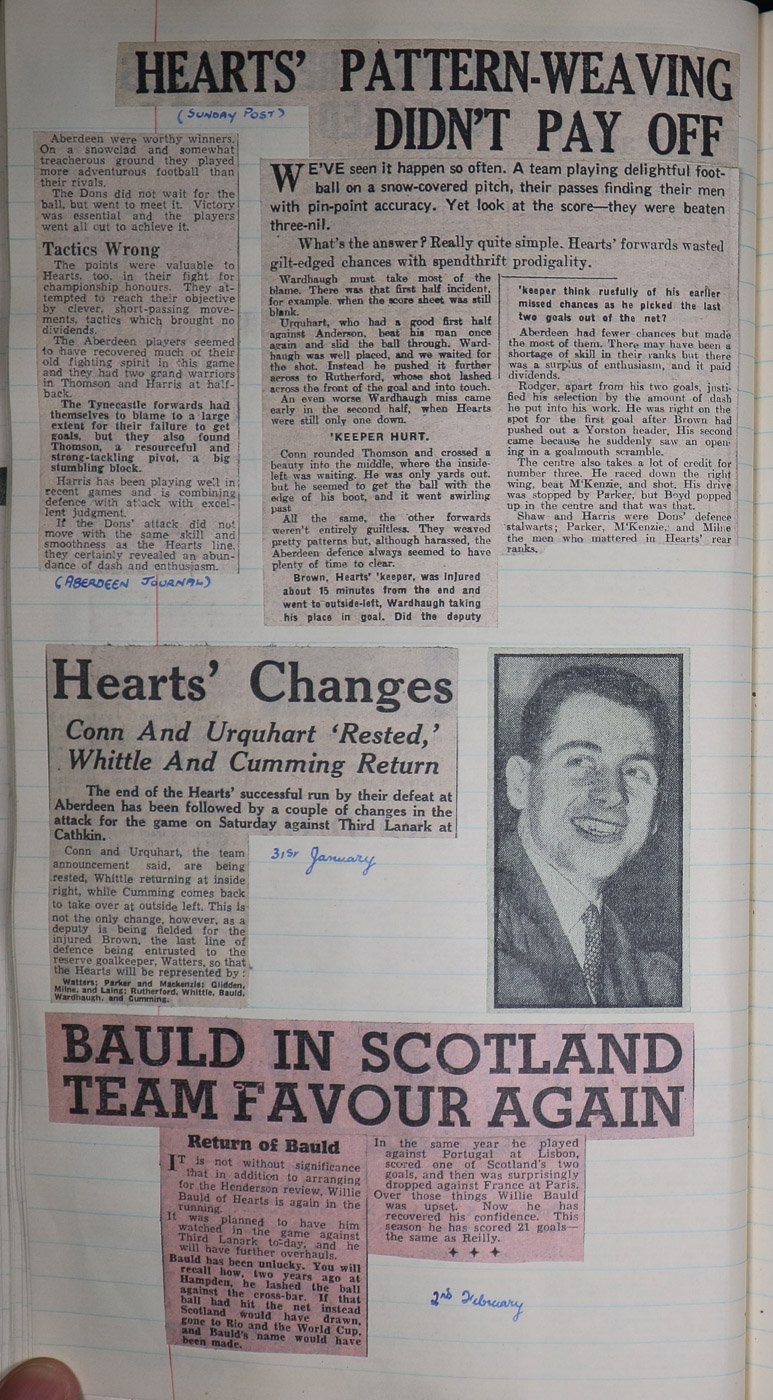 HEARTS' PATTERN-WEAVING
DIDN'T PAY OFF
(SUNDAY POST)
Aberdeen were worthy winners.
On a snowclad and somewhat
treacherous ground they played
more adventurous football than
their rivals.
The Dons did not wait for the
ball, but went to meet it. Victory
was essential and the players
went all out to achieve it.
Tactics Wrong
The points were valuable to
Hearts, too, in their fight for
championship honours. They at-
tempted to reach their objective
by clever, short-passing move-
ments, tactics which brought no
dividends.
The Aberdeen players seemed
to have recovered much of their
old fighting spirit in this game
and they had two grand warriors
in Thomson and Harris at half-
back.
The Tynecastle forwards had
themselves to blame to a large
extent for their failure to get
goals, but they also found
Thomson, a resourceful and
strong-tackling pivot, a big
stumbling block.
Harris has been playing well in
recent games and is combining
defence with attack with excel-
lent judgment.
If the Dons' attack did not
move with the same skill and
smoothness as the Hearts line,
they certainly revealed an abun-
dance of dash and enthusiasm.
(ABERDEEN JOURNAL)
WE'VE seen it happen so often. A team playing delightful foot-
ball on a snow-covered pitch, their passes finding their men
with pin-point accuracy. Yet look at the score—they were beaten
three-nil.
What's the answer? Really quite simple. Hearts' forwards wasted
gilt-edged chances with spendthrift prodigality.
Wardhaugh must take most of the
blame. There was that first half incident,
for example, when the score sheet was still
blank.
Urquhart, who had a good first half
against Anderson, beat his man once
again and slid the ball through. Ward-
haugh was well placed, and we waited for
the shot. Instead he pushed it further
across to Rutherford, whose shot lashed
across the front of the goal and into touch.
An even worse Wardhaugh miss came
early in the second half, when Hearts
were still only one down.
'KEEPER HURT.
Conn rounded Thomson and crossed a
beauty into the middle, where the inside-
left was waiting. He was only yards out.
but he seemed to get the ball with the
edge of his boot, and it went swirling
past
All the same, the other forwards
weren't entirely guiltless. They weaved
pretty patterns but, although harassed, the
Aberdeen defence always seemed to have
plenty of time to clear.
Brown, Hearts' 'keeper, was injured
about 15 minutes from the end and
went to outside-left, Wardhaugh taking
his place in goal. Did the deputy
'keeper think ruefully of his earlier
missed chances as he picked the last
two goals out of the net?
Aberdeen had fewer chances but made
the most of them. There may have been a
shortage of skill in their ranks but there
was a surplus of enthusiasm, and it paid
dividends.
Rodger, apart from his two goals, justi-
fied his selection by the amount of dash
he put into his work. He was right on the
spot for the first goal after Brown had
pushed out a Yorston header, His second
came because he suddenly saw an open-
ing in a goalmouth scramble.
The centre also takes a lot of credit for
number three. He raced down the right
wing, beat M'Kenzie, and shot. His drive
was stopped by Parker, but Boyd popped
up in the centre and that was that.
Shaw and Harris were Dons' defence
stalwarts; Parker, M'Kenzie, and Milne
the men who mattered in Hearts' rear
ranks.
Hearts' Changes
Conn And Urquhart 'Rested,'
Whittle And Cumming Return
The end of the Hearts' successful run by their defeat at
Aberdeen has been followed by a couple of changes in the
attack for the game on Saturday against Third Lanark at
Cathkin.
Conn and Urquhart, the team
announcement said, are being
rested, Whittle returning at inside
right, while Cumming comes back
to take over at outside left. This is
not the only change, however, as a
deputy is being fielded for the
injured Brown, the last line of
defence being entrusted to the
reserve goalkeeper, Watters, so that
the Hearts will be represented by:
Watters; Parker and Mackenzie; Glidden,
Milne, and Laing; Rutherford, Whittle, Bauld,
Wardhaugh, and Cumming.
31st January
BAULD IN SCOTLAND
TEAM FAVOUR AGAIN
Return of Bauld
IT is not without significance
that in addition to arranging
for the Henderson review, Willie
Bauld of Hearts is again in the
running.
It was planned to have him
watched in the game against
Third Lanark to-day, and he
will have further overhauls.
Bauld has been unlucky. You will
recall how, two years ago at
Hampden, he lashed the ball
against the cross-bar. If that
ball had hit the net instead
Scotland would have drawn,
gone to Rio and the World Cup,
and Bauld's name would have
been made.
In the same year he played
against Portugal at Lisbon,
scored one of Scotland's two
goals, and then was surprisingly
dropped against France at Paris.
Over those things Willie Bauld
was upset. Now he has
recovered his confidence. This
season he has scored 21 goals—
the same as Reilly.
2nd February